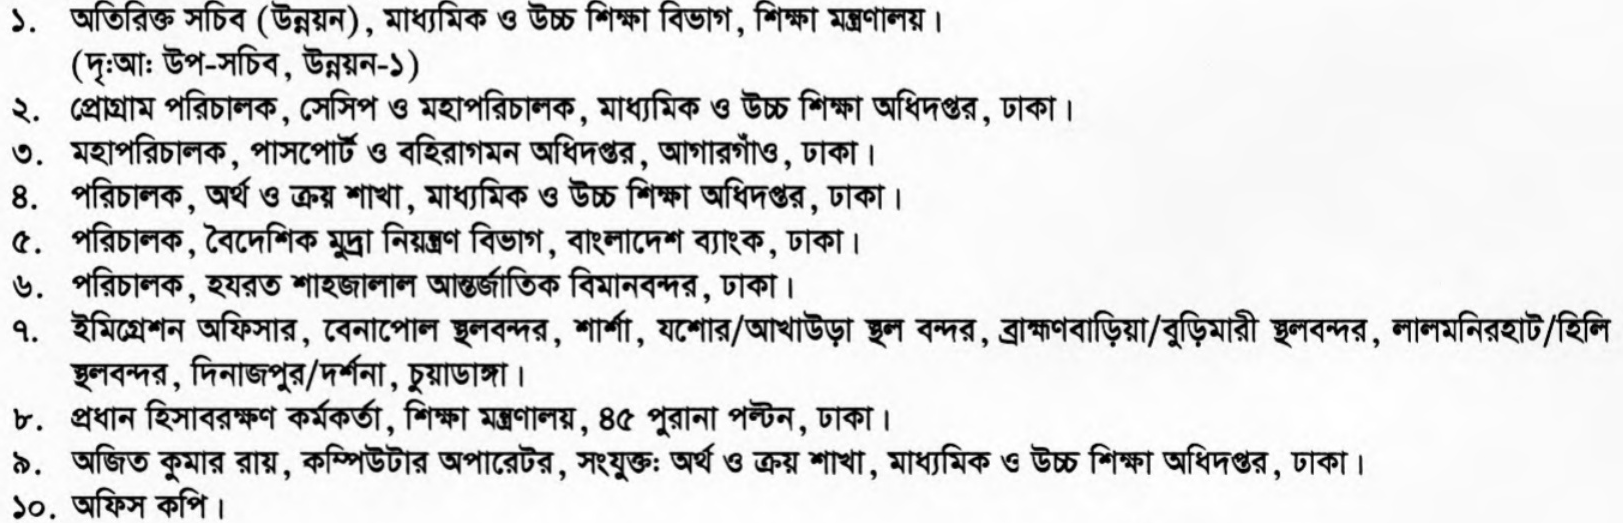 ১. অতিরিক্ত সচিব (উন্নয়ন), মাধ্যমিক ও উচ্চ শিক্ষা বিভাগ, শিক্ষা মন্ত্রণালয়।
(দৃ:আ: উপ-সচিব, উন্নয়ন-১)
২. প্রোগ্রাম পরিচালক, সেসিপ ও মহাপরিচালক, মাধ্যমিক ও উচ্চ শিক্ষা অধিদপ্তর, ঢাকা।
৩. মহাপরিচালক, পাসপোর্ট ও বহিরাগমন অধিদপ্তর, আগারগাঁও, ঢাকা।
৪. পরিচালক, অর্থ ও ক্রয় শাখা, মাধ্যমিক ও উচ্চ শিক্ষা অধিদপ্তর, ঢাকা।
৫. পরিচালক, বৈদেশিক মুদ্রা নিয়ন্ত্রণ বিভাগ, বাংলাদেশ ব্যাংক, ঢাকা।
৬. পরিচালক, হযরত শাহজালাল আন্তর্জাতিক বিমানবন্দর, ঢাকা।
৭. ইমিগ্রেশন অফিসার, বেনাপোল স্থলবন্দর, শার্শা, যশোর/আখাউড়া স্থল বন্দর, ব্রাহ্মণবাড়িয়া/বুড়িমারী স্থলবন্দর, লালমনিরহাট/হিলি
স্থলবন্দর, দিনাজপুর/দর্শনা, চুয়াডাঙ্গা।
৮. প্রধান হিসাবরক্ষণ কর্মকর্তা, শিক্ষা মন্ত্রণালয়, ৪৫ পুরানা পল্টন, ঢাকা।
৯. অজিত কুমার রায়, কম্পিউটার অপারেটর, সংযুক্ত: অর্থ ও ক্রয় শাখা, মাধ্যমিক ও উচ্চ শিক্ষা অধিদপ্তর, ঢাকা।
১০. অফিস কপি।